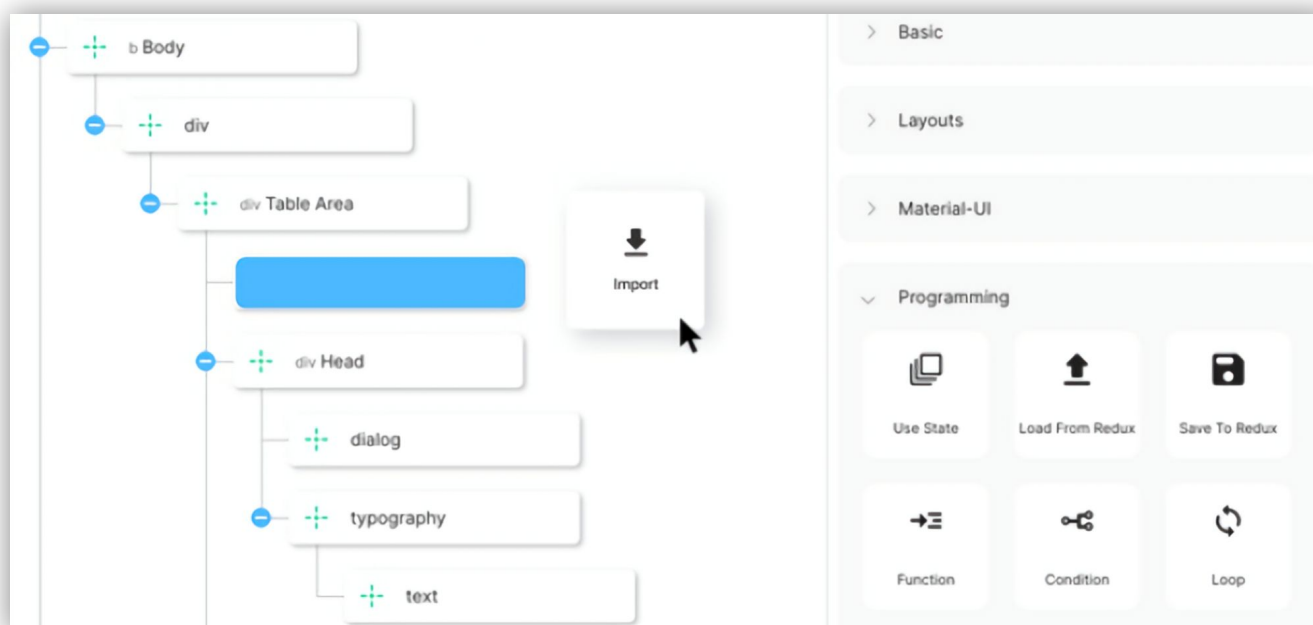 b Body
div
div Table Area
Import
div Head
dialog
typography
text
Basic
Layouts
Material-UI
Programming
Use State
Load From Redux
Save To Redux
Function
Condition
Loop